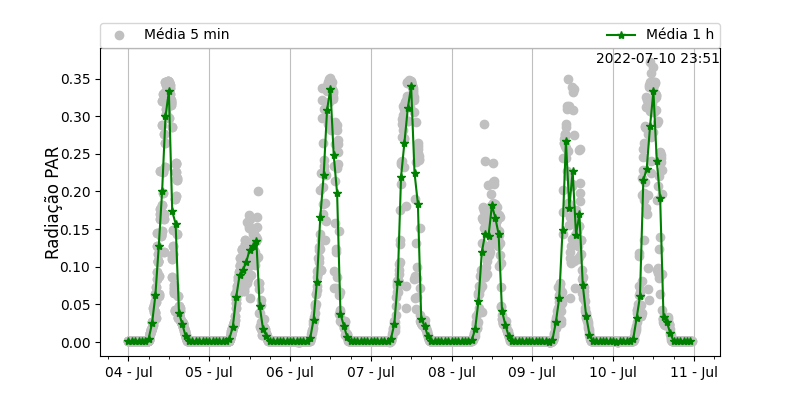 Média 5 min
Média 1 h
2022-07-10 23:51
Radiação PAR
0.35
0.30
0.25
0.20
0.15
0.10
0.05
0.00
04 - Jul
05 - Jul
06 - Jul
07 - Jul
08 - Jul
09 - Jul
10 - Jul
11 - Jul